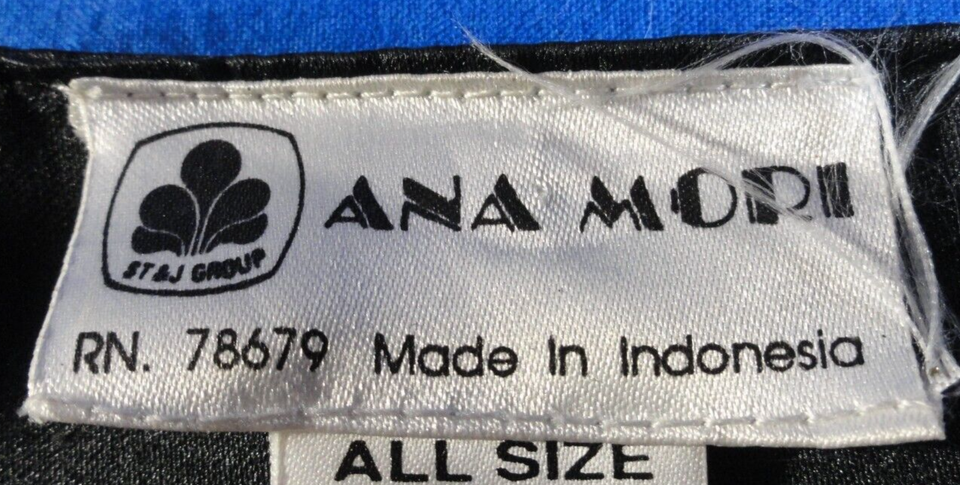 ST&J GROUP
ANA MORI
RN. 78679 Made In Indonesia
ALL SIZE